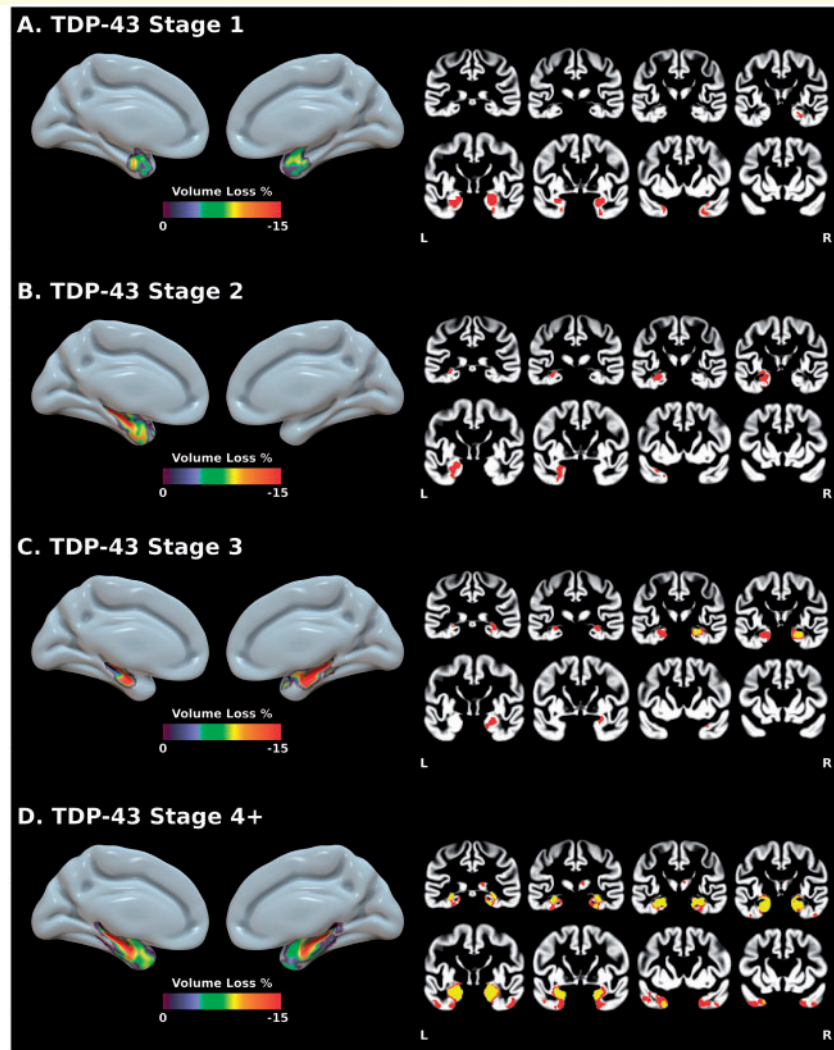 A. TDP-43 Stage 1
Volume Loss %
0 -15
L R
B. TDP-43 Stage 2
Volume Loss %
0 -15
L R
C. TDP-43 Stage 3
Volume Loss %
0 -15
L R
D. TDP-43 Stage 4+
Volume Loss %
0 -15
L R